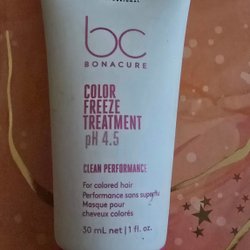 bc
BONACURE
COLOR
FREEZE
TREATMENT
pH 4.5
CLEAN PERFORMANCE
For colored hair
Performance sans
Masque pour
cheveux colorés
30 mL net | 1 fl. oz.